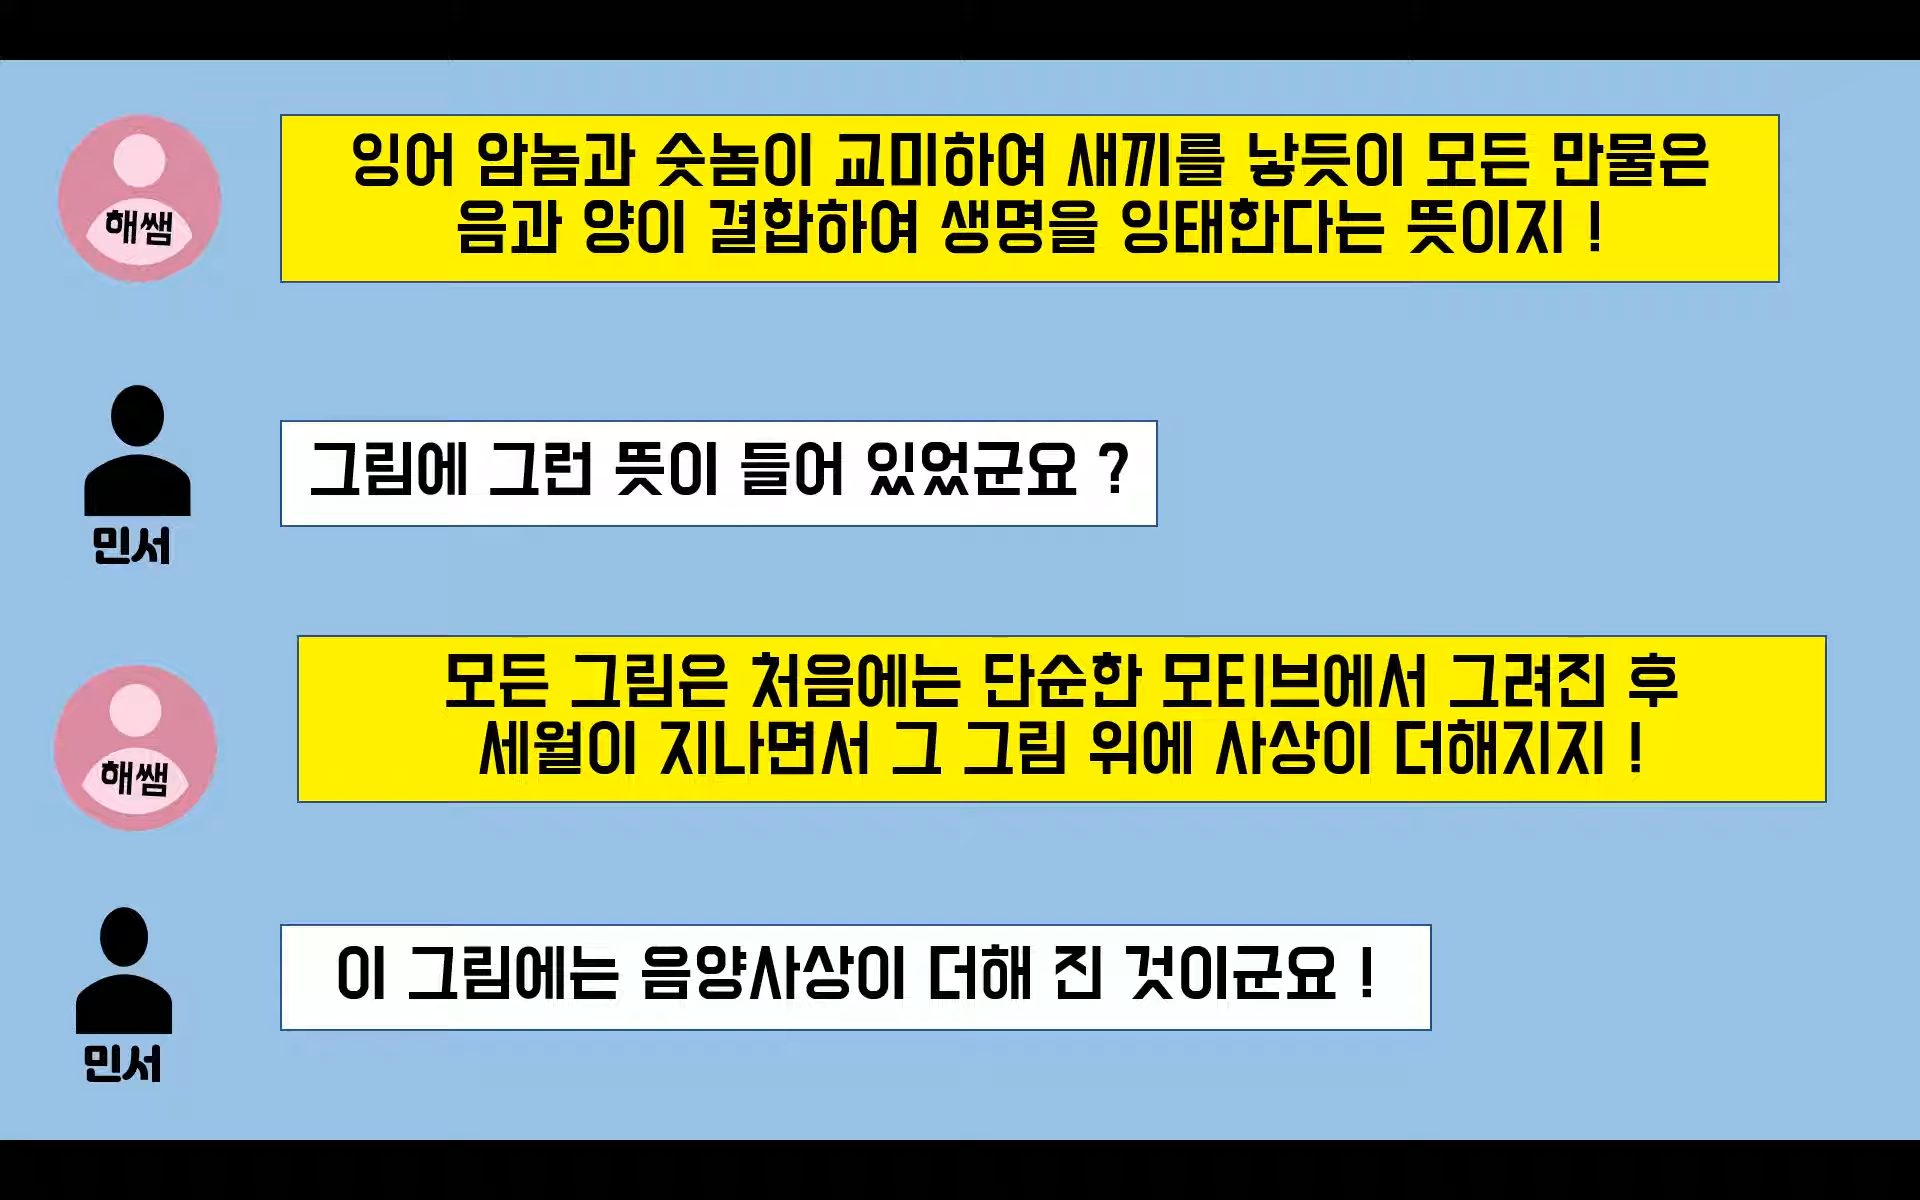 잉어 암놈과 숫놈이 교미하여 새끼를 낳듯이 모든 만물은
음과 양이 결합하여 생명을 잉태한다는 뜻이지 !
해쌤
그림에 그런 뜻이 들어 있었군요 ?
민서
모든 그림은 처음에는 단순한 모티브에서 그려진 후
세월이 지나면서 그 그림 위에 사상이 더해지지 !
해쌤
이 그림에는 음양사상이 더해 진 것이군요 !
민서